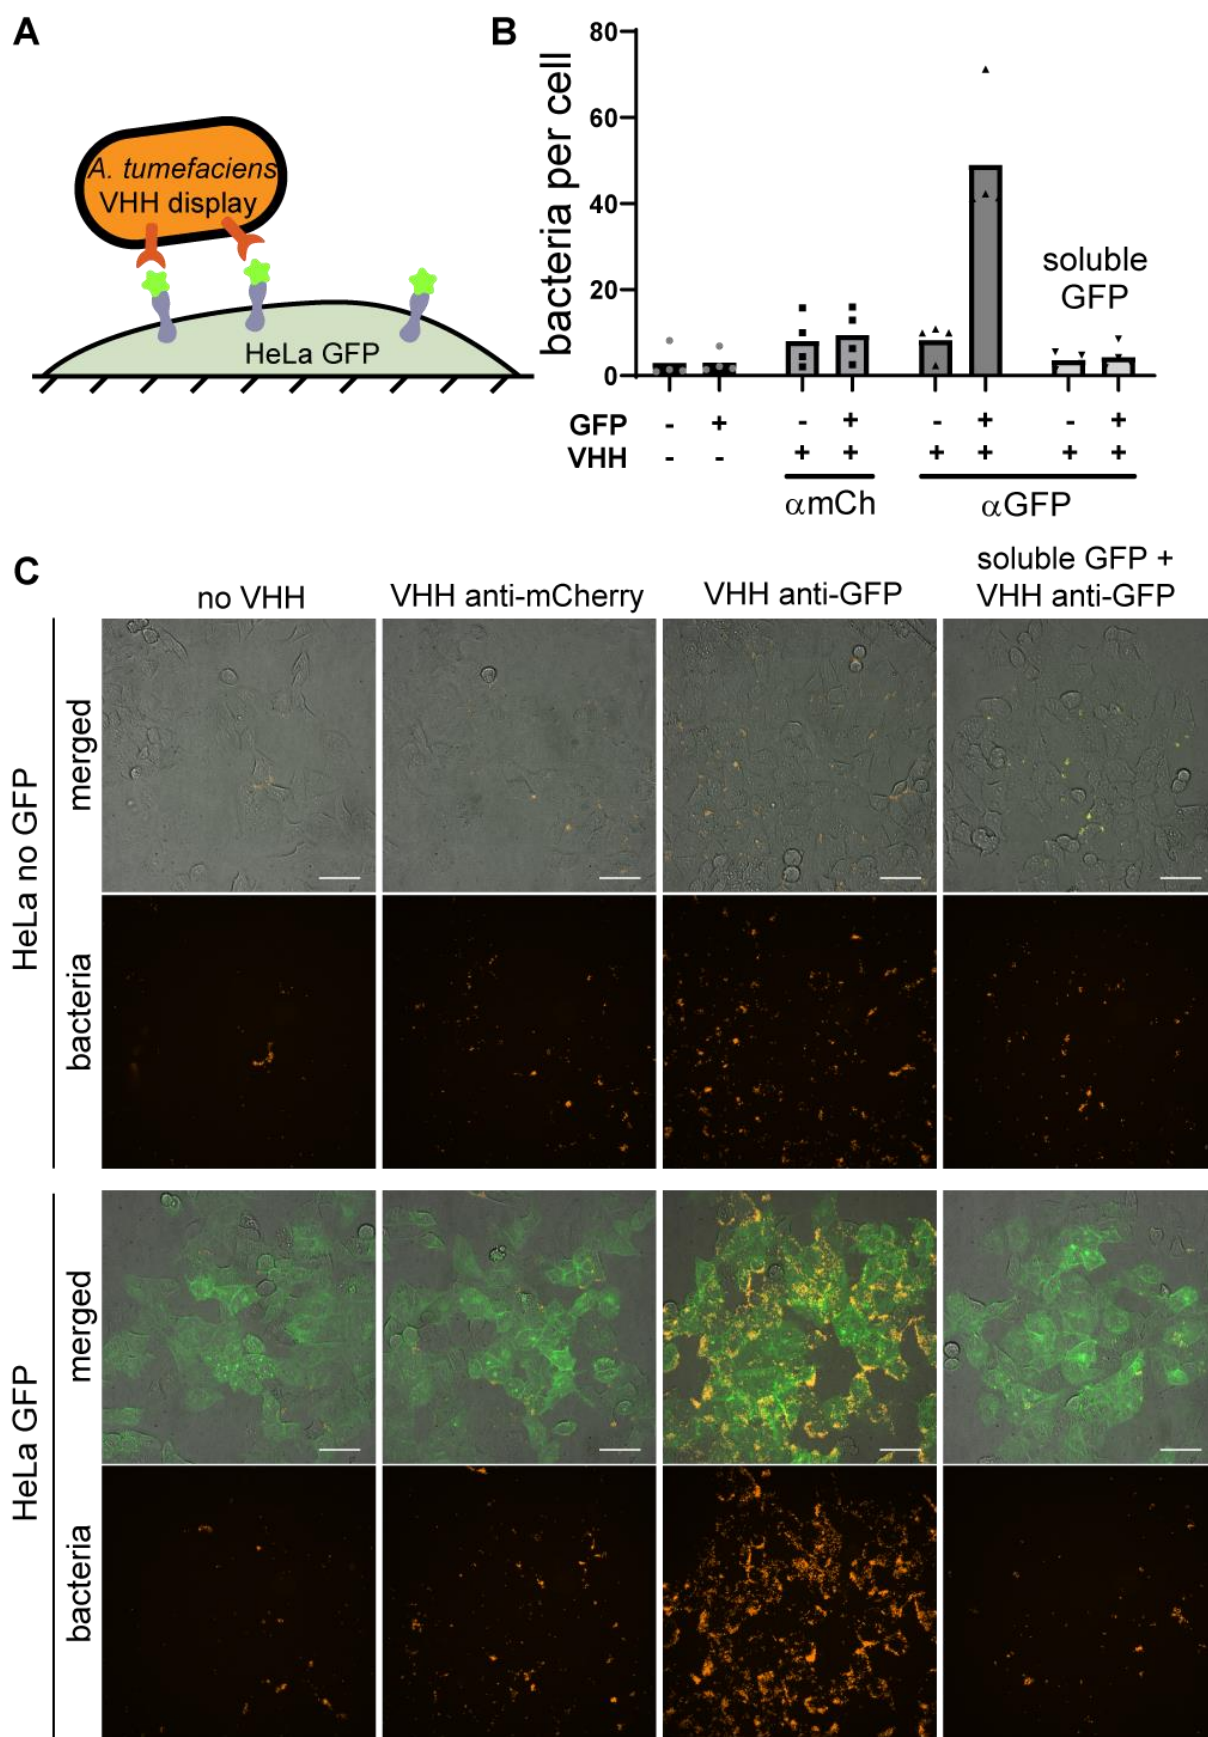 A
A. tumefaciens
VHH display
HeLa GFP
B
bacteria per cell
80
60
40
20
0
soluble
GFP
GFP - + - + - + - +
VHH - - + + + + + +
αmCh
αGFP
C
no VHH
VHH anti-mCherry
VHH anti-GFP
soluble GFP +
VHH anti-GFP
HeLa no GFP
merged
bacteria
HeLa GFP
merged
bacteria